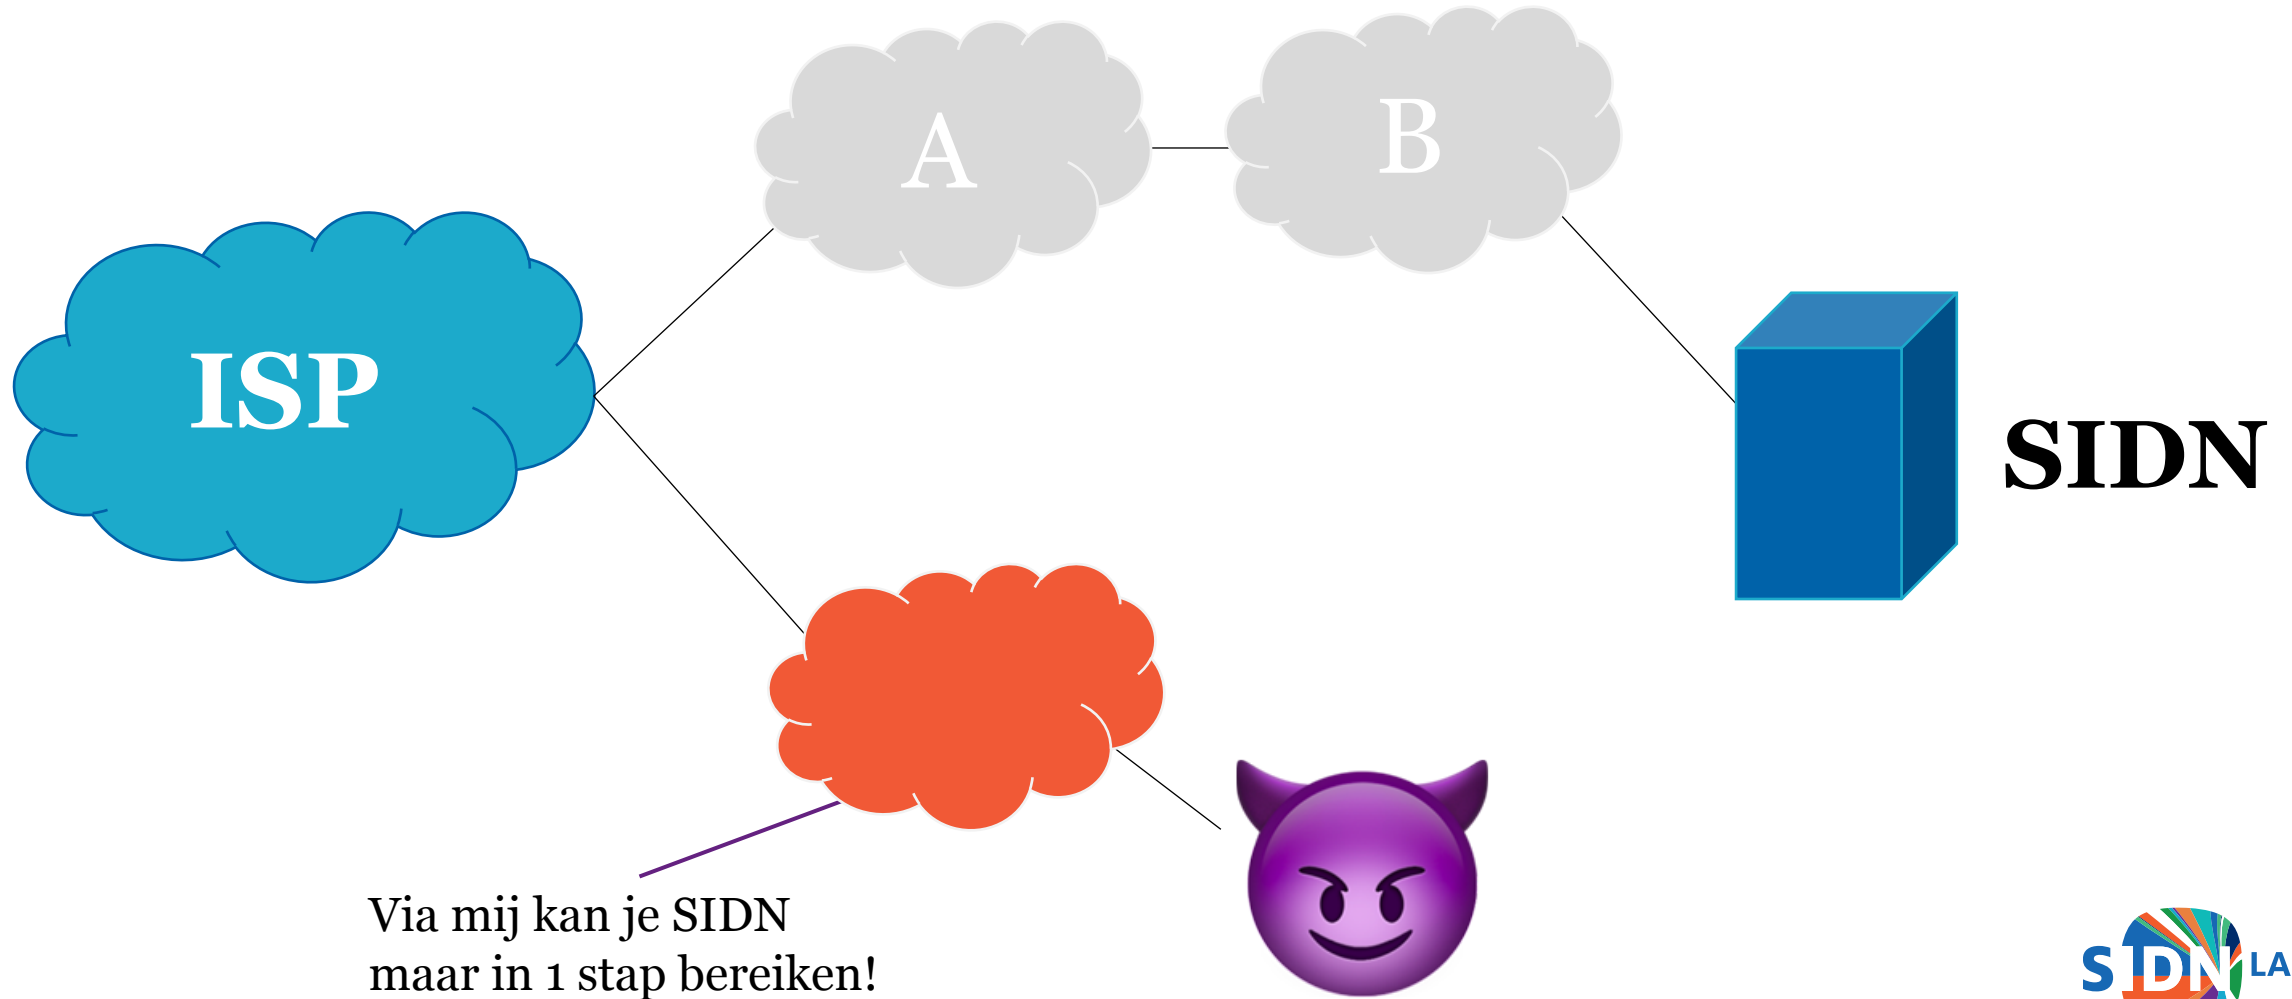 A
B
ISP
SIDN
Via mij kan je SIDN
maar in 1 stap bereiken!
SIDN LA